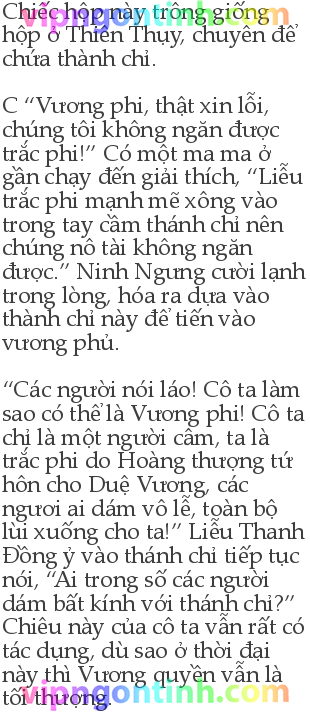 Chiếc hộp này trông giống
hộp ở Thiên Thụy, chuyên để
chứa thành chỉ.
C “Vương phi, thật xin lỗi,
chúng tôi không ngăn được
trắc phi!” Có một ma ma ở
gần chạy đến giải thích, “Liễu
trắc phi mạnh mẽ xông vào
trong tay cầm thánh chỉ nên
chúng nô tài không ngăn
được.” Ninh Ngưng cười lạnh
trong lòng, hóa ra dựa vào
thành chỉ này để tiến vào
vương phủ.
“Các người nói láo! Cô ta làm
sao có thể là Vương phi! Cô ta
chỉ là một người câm, ta là
trắc phi do Hoàng thượng tứ
hôn cho Duệ Vương, các
ngươi ai dám vô lễ, toàn bộ
lùi xuống cho ta!” Liễu Thanh
Đồng ỷ vào thánh chỉ tiếp tục
nói, “Ai trong số các người
dám bất kính với thánh chỉ?”
Chiêu này của cô ta vẫn rất có
tác dụng, dù sao ở thời đại
này thì Vương quyền vẫn là
tối thượng.
vipngontinh.com
vipngontinh.com